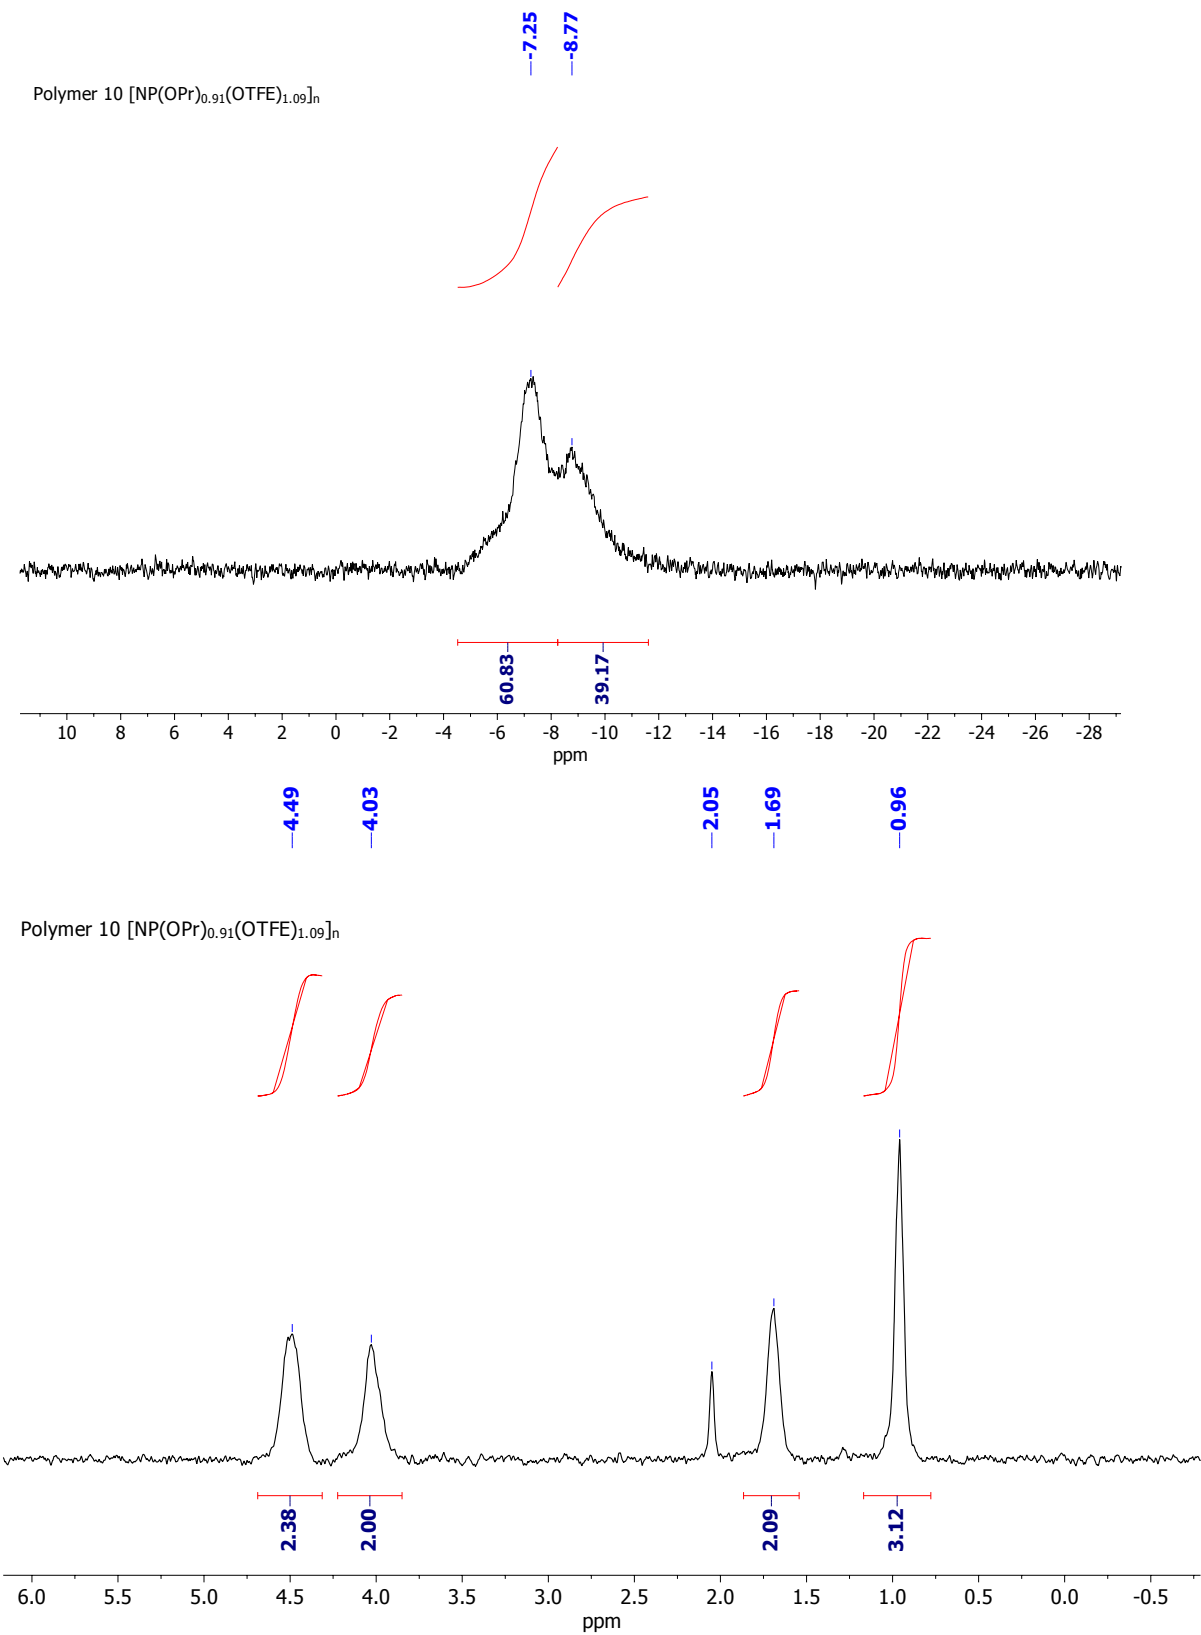 -7.25 -8.77
Polymer 10 [NP(OPr)0.91(OTFE)1.09]n
60.83 39.17
10 8 6 4 2 0 -2 -4 -6 -8 -10 -12 -14 -16 -18 -20 -22 -24 -26 -28
ppm
4.49 4.03 2.05 1.69 0.96
Polymer 10 [NP(OPr)0.91(OTFE)1.09]n
2.38 2.00 2.09 3.12
6.0 5.5 5.0 4.5 4.0 3.5 3.0 2.5 2.0 1.5 1.0 0.5 0.0 -0.5
ppm